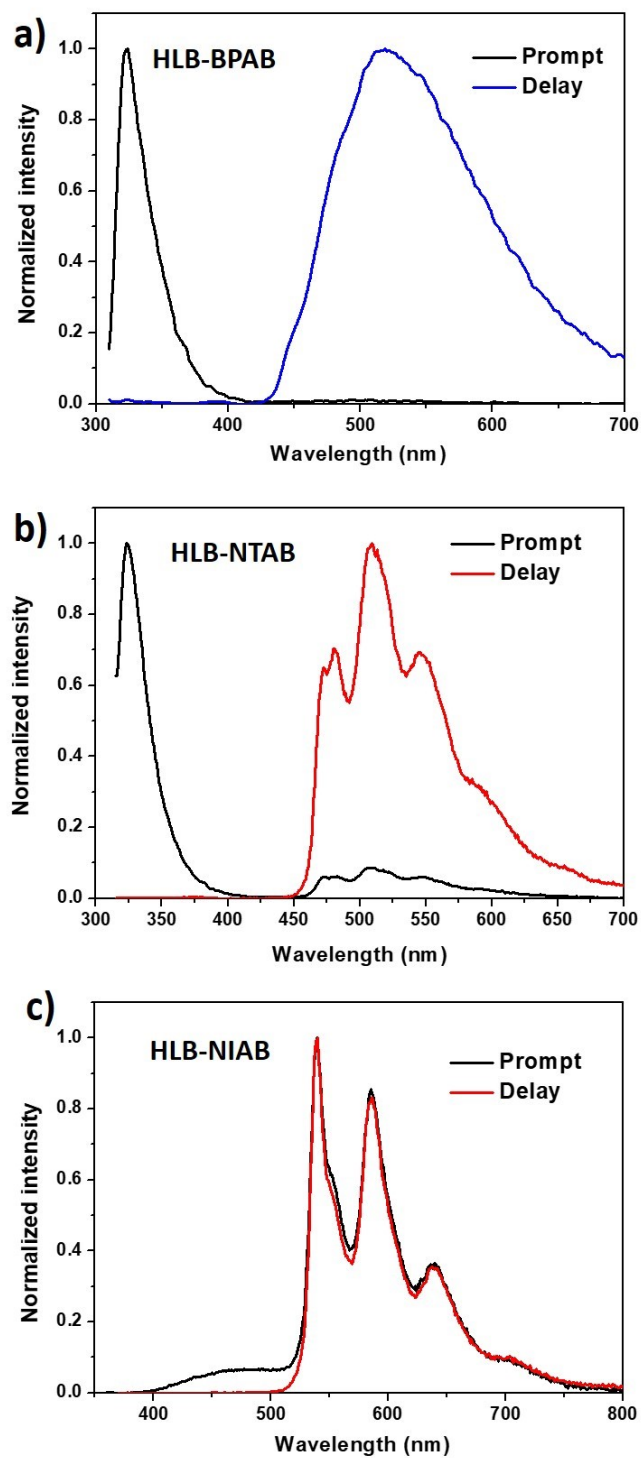 a)
HLB-BPAB
Prompt
Delay
Normalized intensity
1.0
0.8
0.6
0.4
0.2
0.0
300 400 500 600 700
Wavelength (nm)
b)
HLB-NTAB
Prompt
Delay
Normalized intensity
1.0
0.8
0.6
0.4
0.2
0.0
300 350 400 450 500 550 600 650 700
Wavelength (nm)
c)
HLB-NIAB
Prompt
Delay
Normalized intensity
1.0
0.8
0.6
0.4
0.2
0.0
400 500 600 700 800
Wavelength (nm)